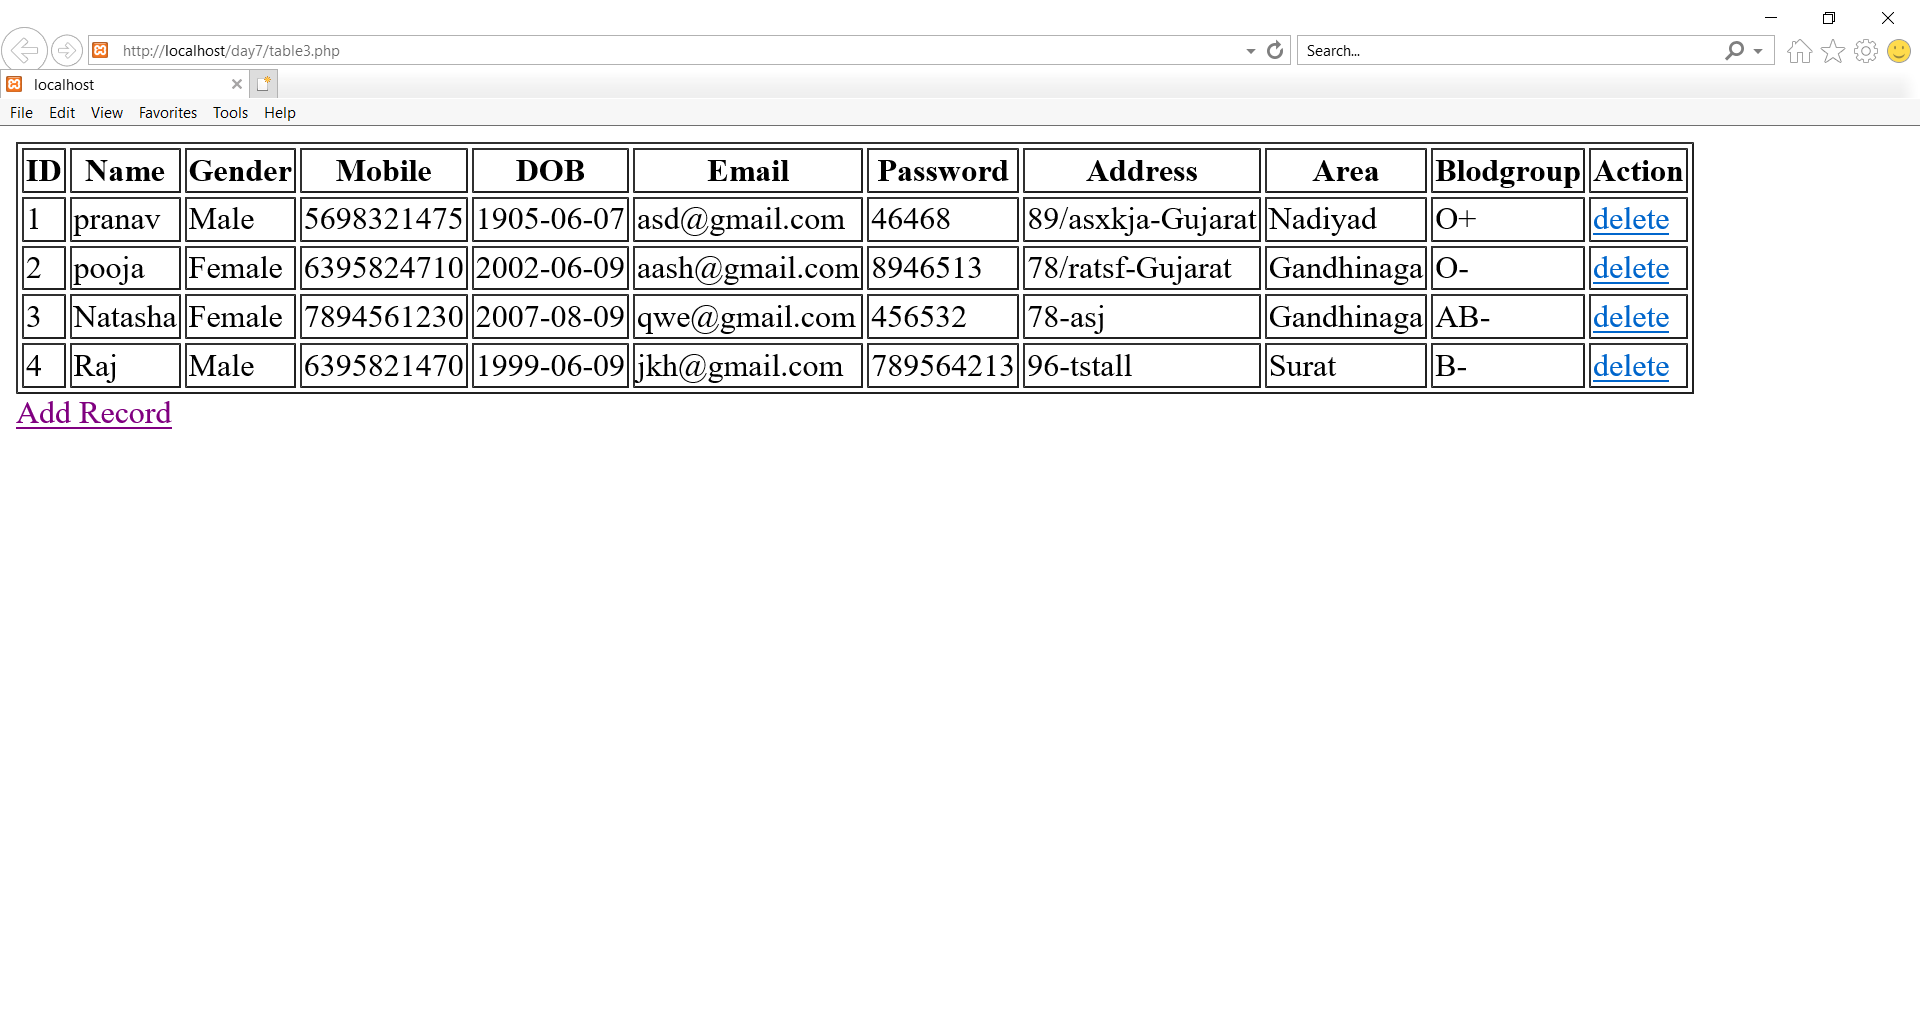 http://localhost/day7/table3.php
Search...
localhost
File Edit View Favorites Tools Help
ID Name Gender Mobile DOB Email Password Address Area Blodgroup Action
1 pranav Male 5698321475 1905-06-07 asd@gmail.com 46468 89/asxkja-Gujarat Nadiyad O+ delete
2 pooja Female 6395824710 2002-06-09 aash@gmail.com 8946513 78/ratsf-Gujarat Gandhinaga O- delete
3 Natasha Female 7894561230 2007-08-09 qwe@gmail.com 456532 78-asj Gandhinaga AB- delete
4 Raj Male 6395821470 1999-06-09 jkh@gmail.com 789564213 96-tstall Surat B- delete
Add Record